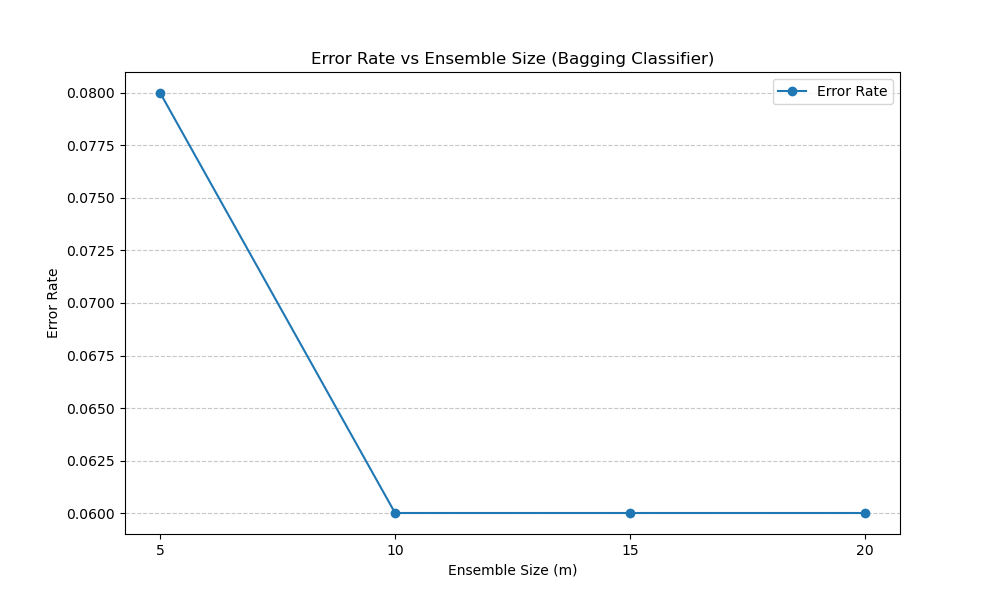 Error Rate vs Ensemble Size (Bagging Classifier)
Error Rate
0.0800
0.0775
0.0750
0.0725
0.0700
0.0675
0.0650
0.0625
0.0600
Error Rate
5 10 15 20
Ensemble Size (m)